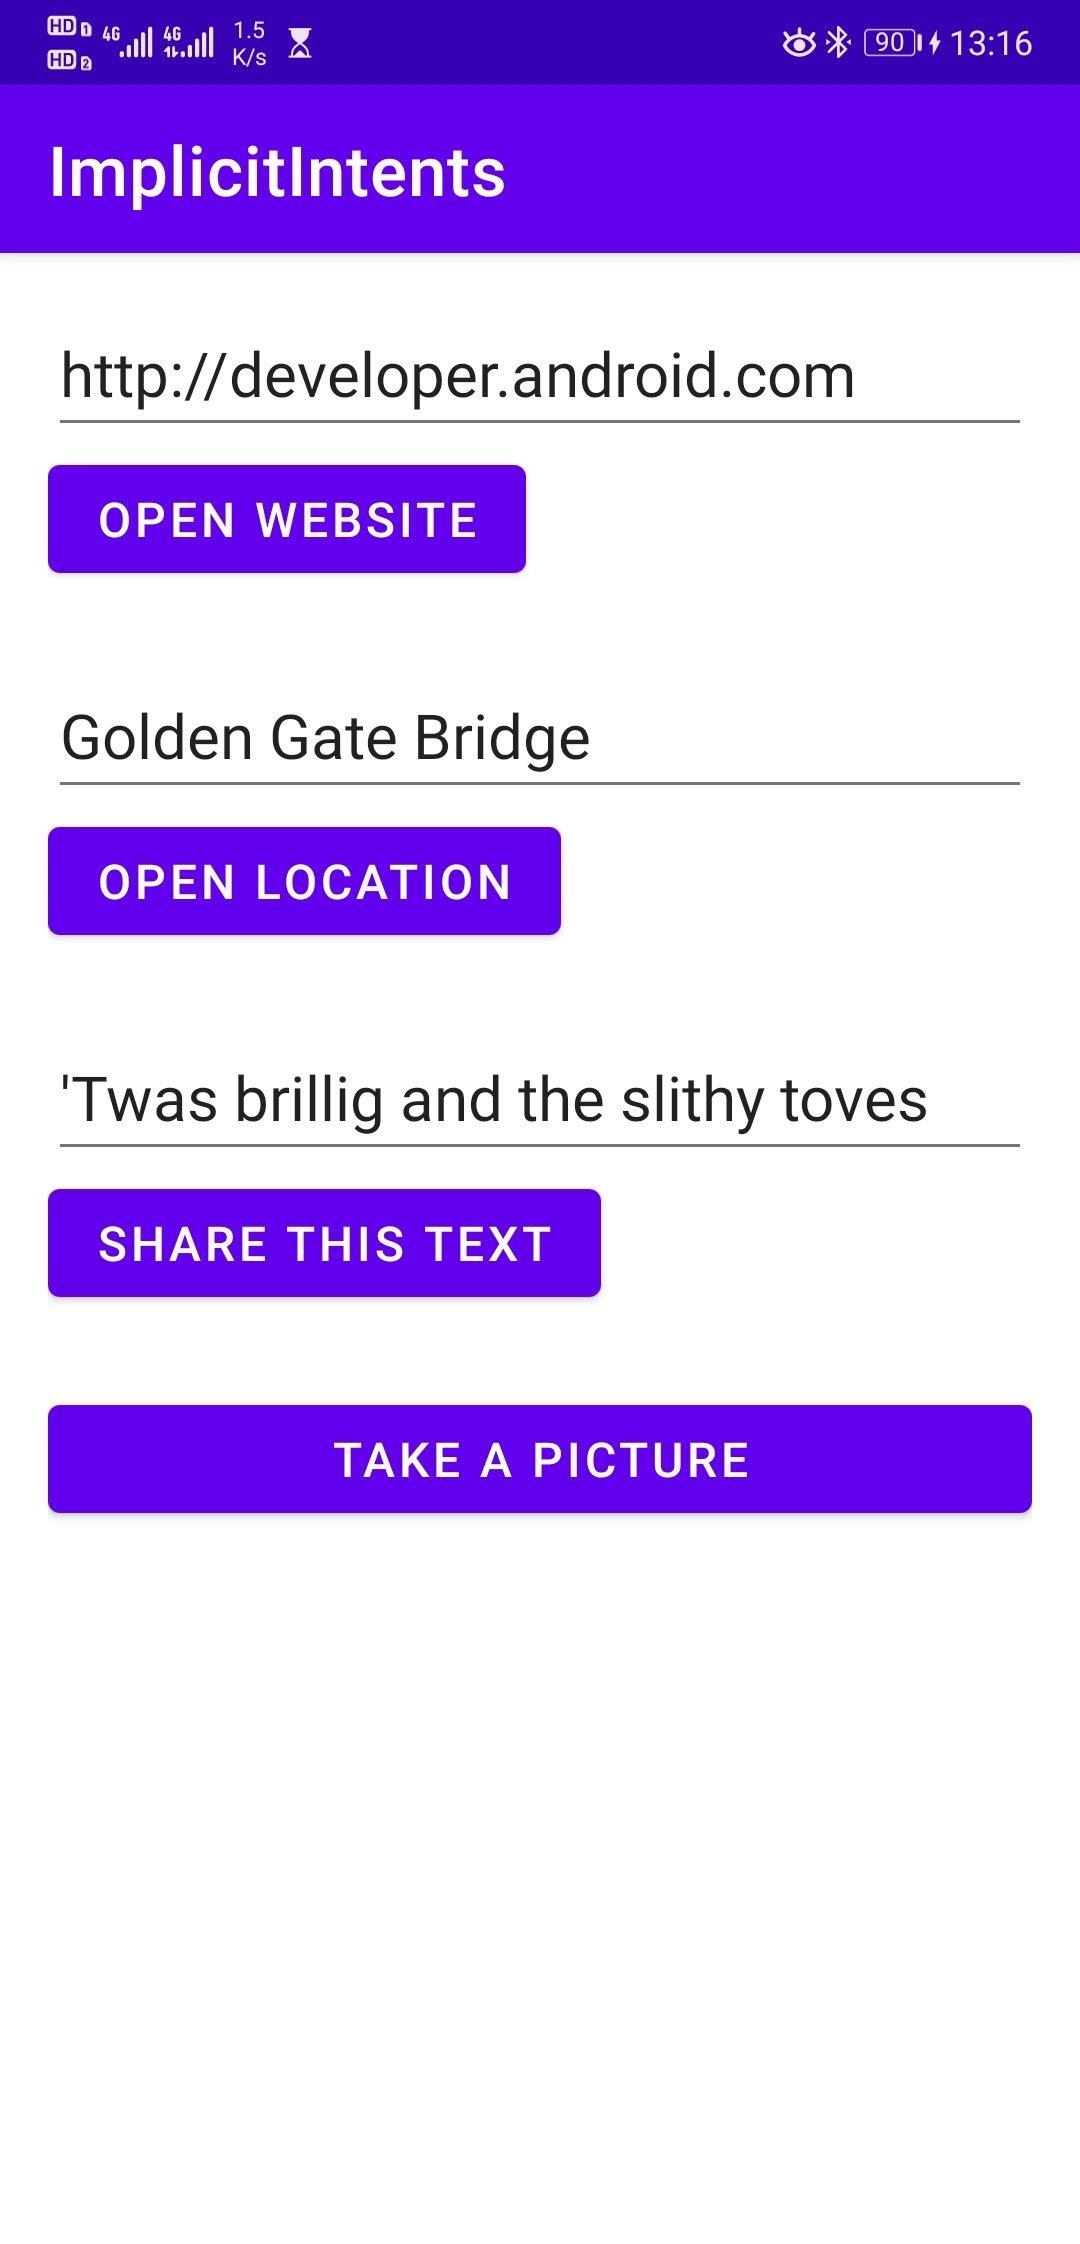 HD 1 4G 4G 1.5 K/s 90 13:16
HD 2
ImplicitIntents
http://developer.android.com
OPEN WEBSITE
Golden Gate Bridge
OPEN LOCATION
'Twas brillig and the slithy toves
SHARE THIS TEXT
TAKE A PICTURE